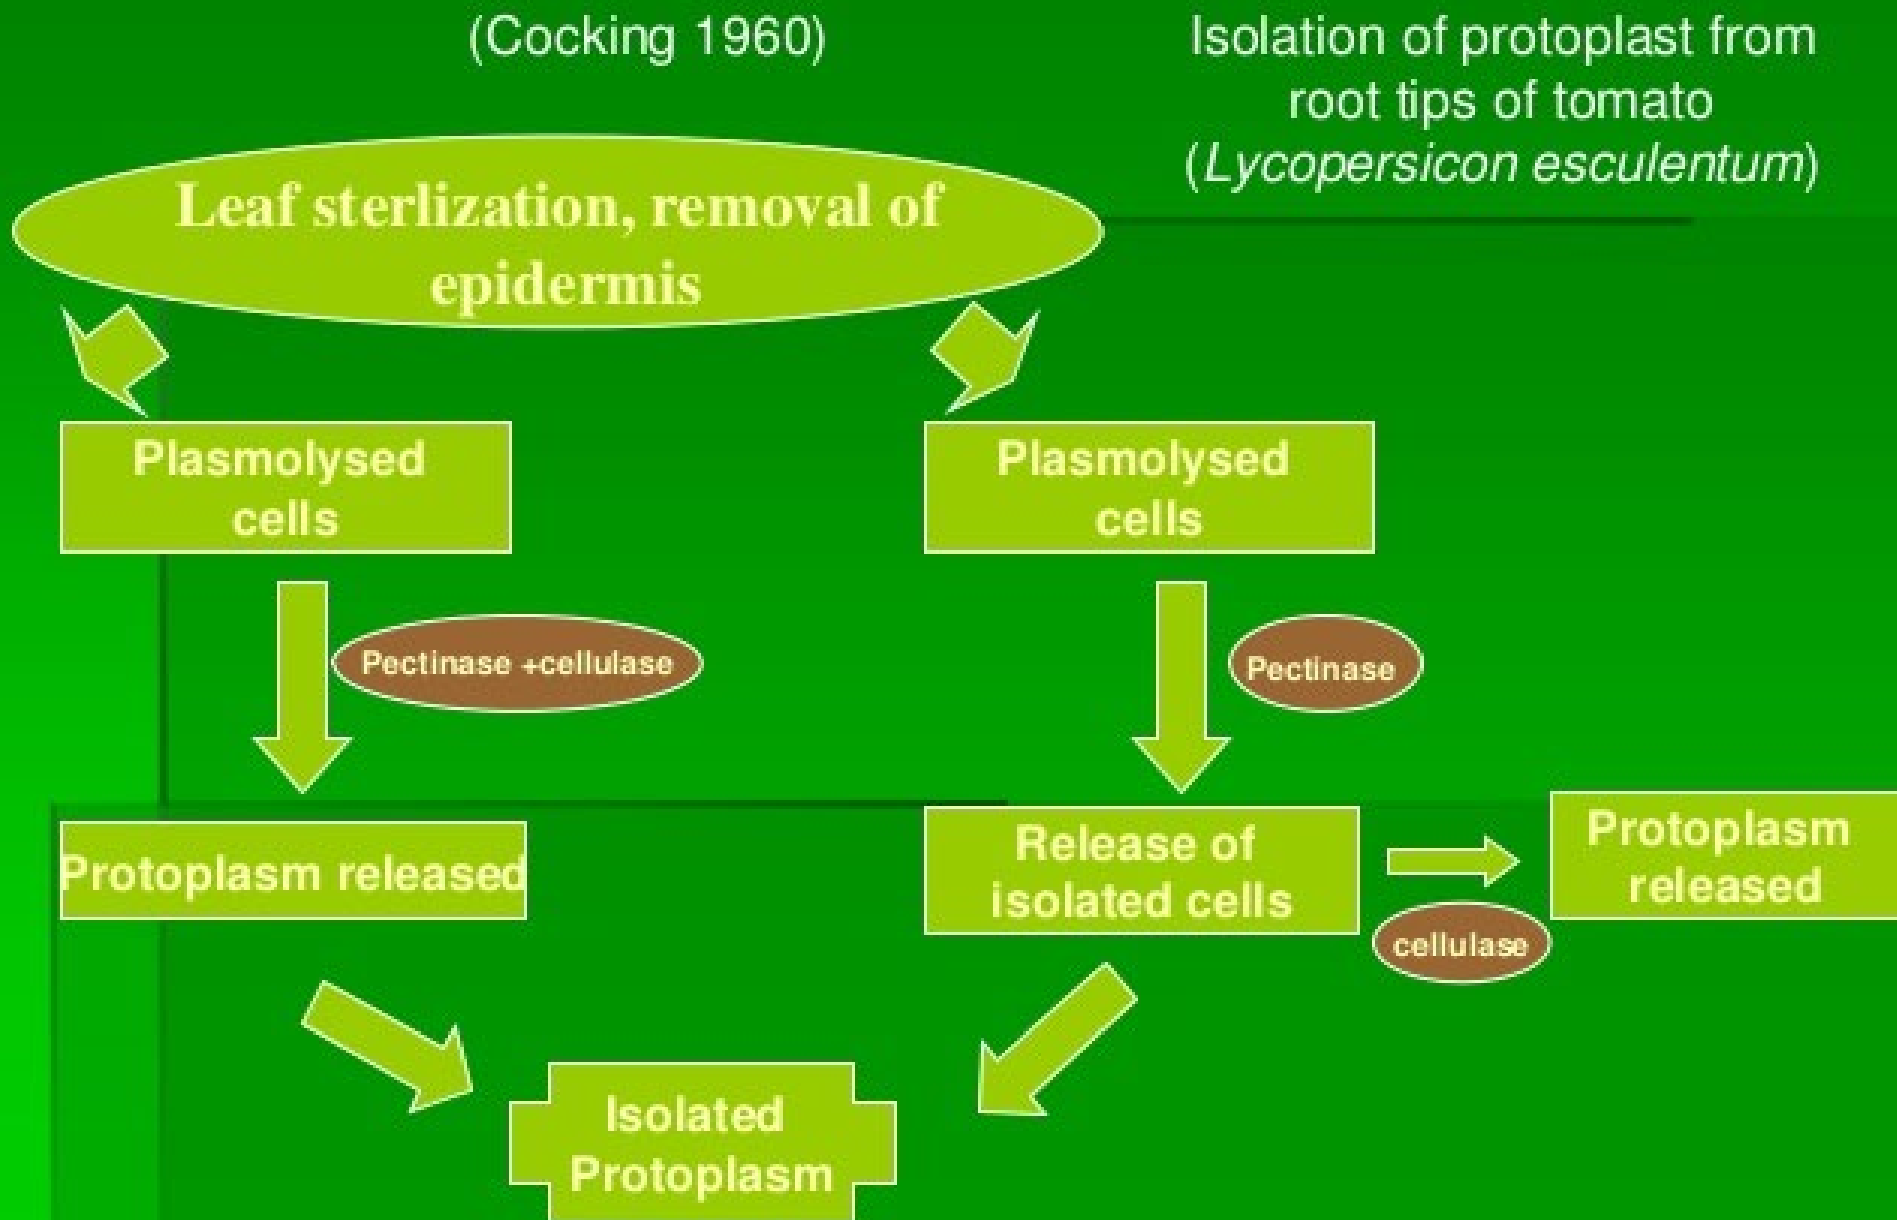 (Cocking 1960)
Isolation of protoplast from
root tips of tomato
(Lycopersicon esculentum)
Leaf sterlization, removal of
epidermis
Plasmolysed
cells
Plasmolysed
cells
Pectinase +cellulase
Pectinase
Protoplasm released
Release of
isolated cells
Protoplasm
released
cellulase
Isolated
Protoplasm